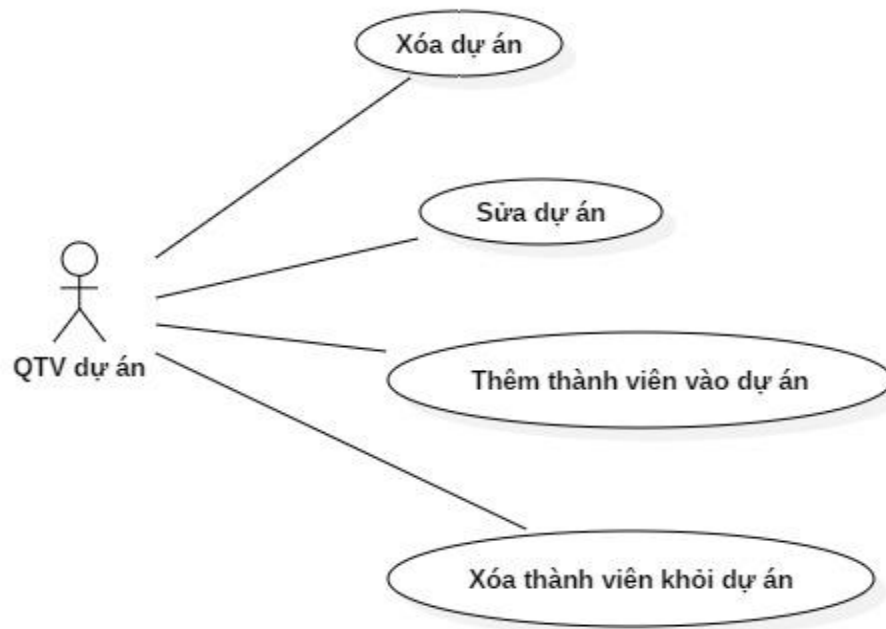 Xóa dự án
Sửa dự án
QTV dự án
Thêm thành viên vào dự án
Xóa thành viên khỏi dự án